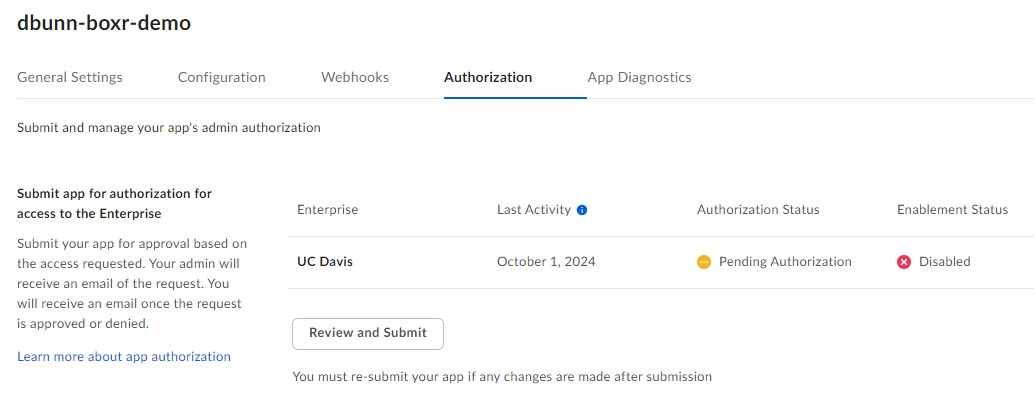 dbunn-boxr-demo
General Settings Configuration Webhooks Authorization App Diagnostics
Submit and manage your app's admin authorization
Submit app for authorization for
access to the Enterprise
Submit your app for approval based on
the access requested. Your admin will
receive an email of the request. You
will receive an email once the request
is approved or denied.
Learn more about app authorization
Enterprise Last Activity Authorization Status Enablement Status
UC Davis October 1, 2024 Pending Authorization Disabled
Review and Submit
You must re-submit your app if any changes are made after submission